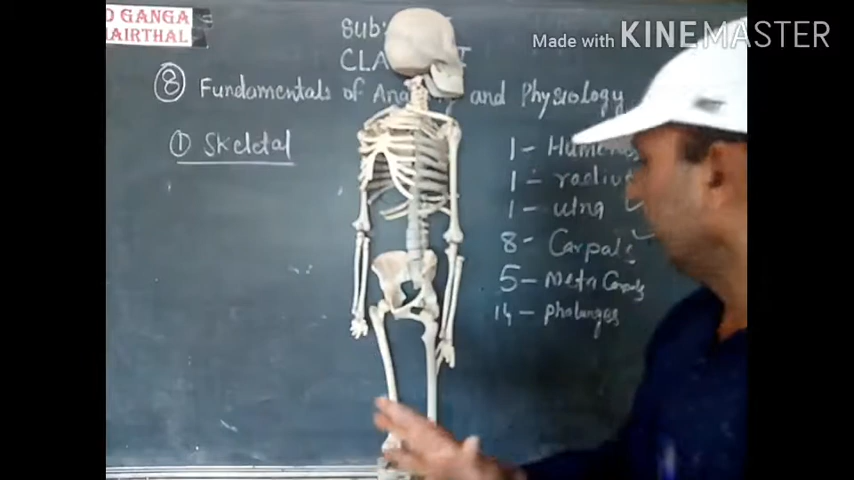 D GANGA
AIRTHAL
Made with KINEMASTER
Sub:
CLA
⑧ Fundamentals of Anatomy and Physiology
① Skeletal
1 - Humerus
1 - radius
1 - ulna
8 - Carpals
5 - Meta Carpals
14 - Phalanges